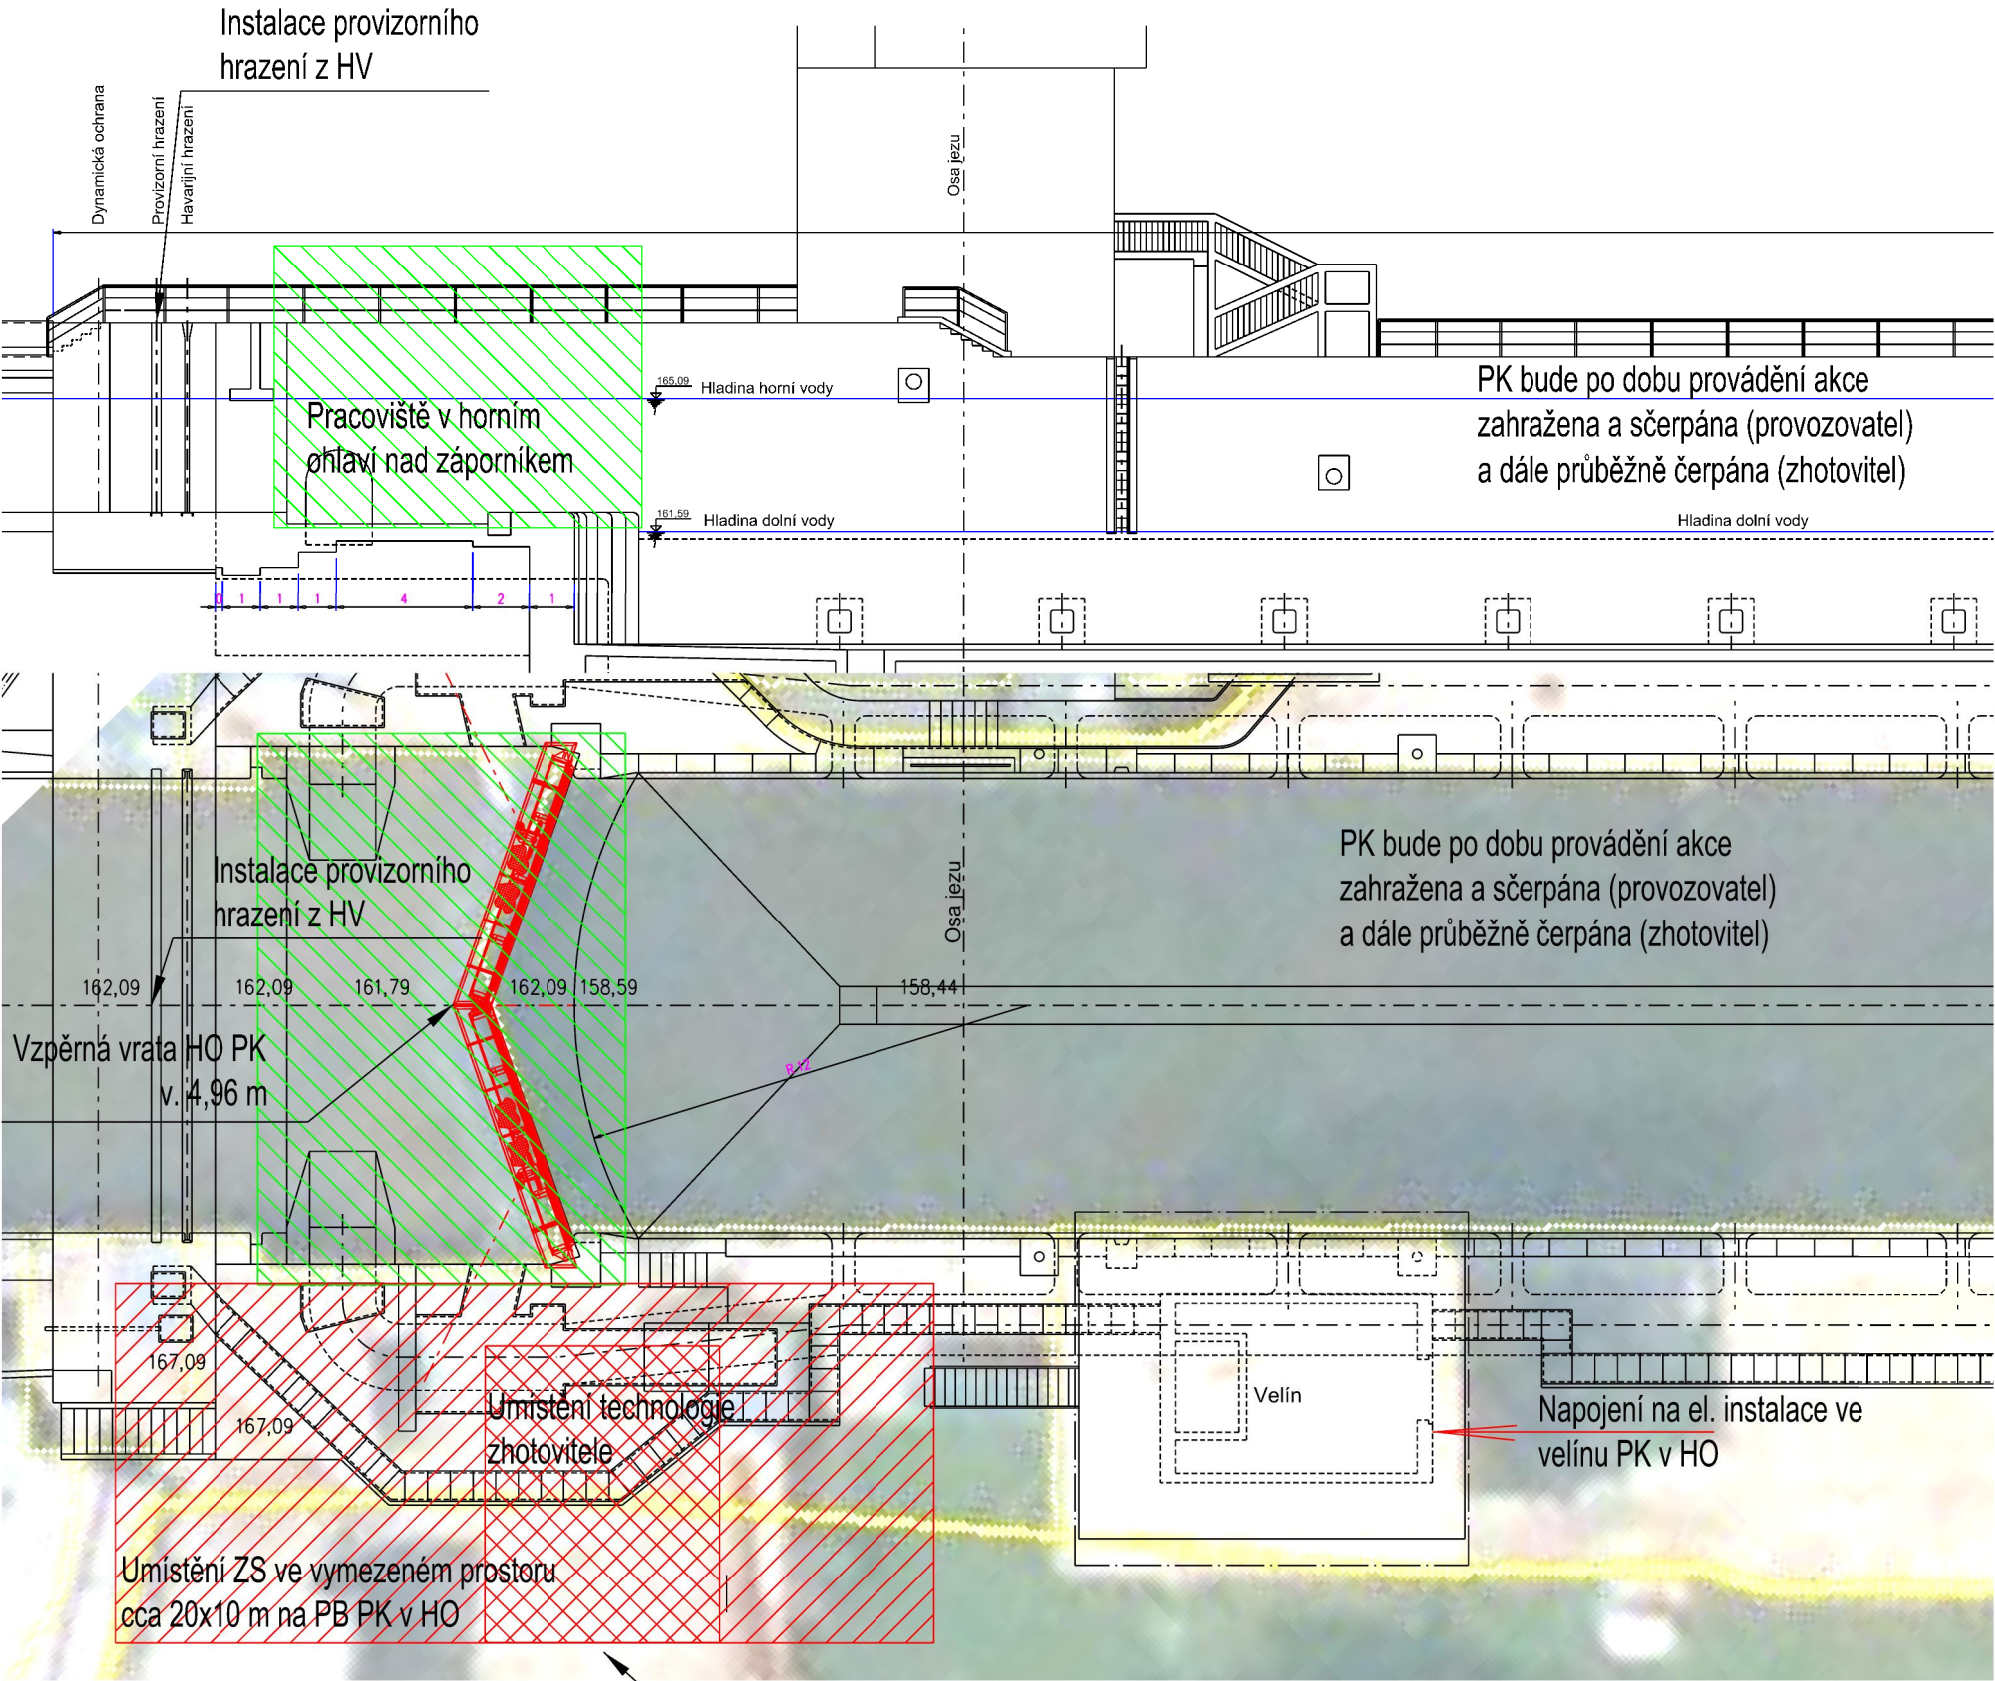 Instalace provizorního
hrazení z HV
Dynamická ochrana
Provizorní hrazení
Havarijní hrazení
Osa jezu
165,09
Hladina horní vody
PK bude po dobu provádění akce
zahražena a sčerpána (provozovatel)
a dále průběžně čerpána (zhotovitel)
Pracoviště v horním
ohlaví nad záporníkem
161,59
Hladina dolní vody
Hladina dolní vody
0 1 1 1 4 2 1
PK bude po dobu provádění akce
zahražena a sčerpána (provozovatel)
a dále průběžně čerpána (zhotovitel)
Instalace provizorního
hrazení z HV
Osa jezu
162,09 162,09 161,79 162,09 158,59 158,44
Vzpěrná vrata HO PK
v. 4,96 m
R 12
167,09
167,09
Umístění technologie
zhotovitele
Velín
Napojení na el. instalace ve
velínu PK v HO
Umístění ZS ve vymezeném prostoru
cca 20x10 m na PB PK v HO